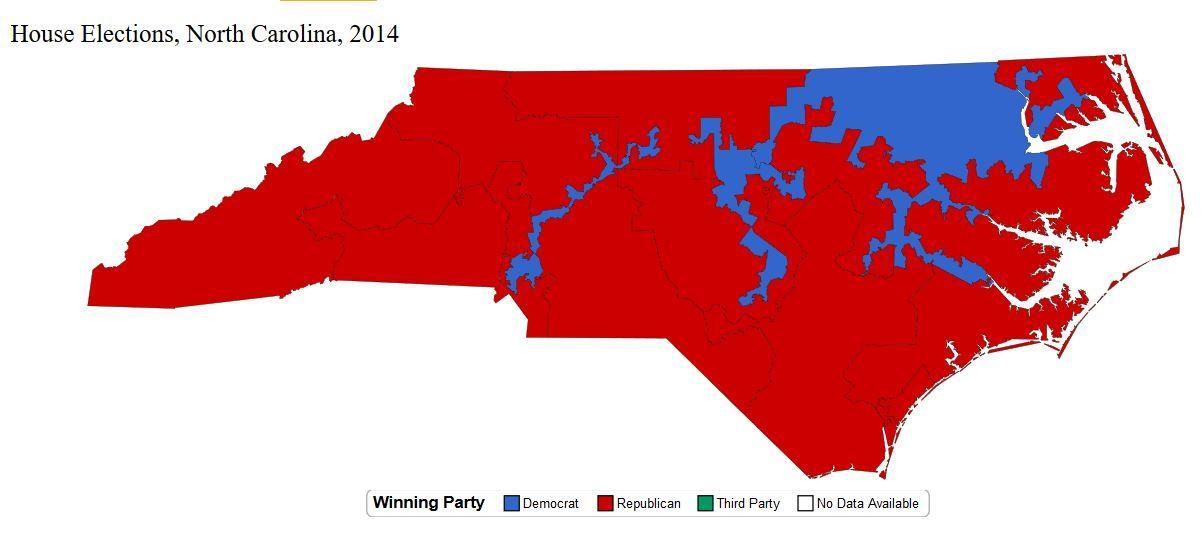 House Elections, North Carolina, 2014
Winning Party Democrat Republican Third Party No Data Available